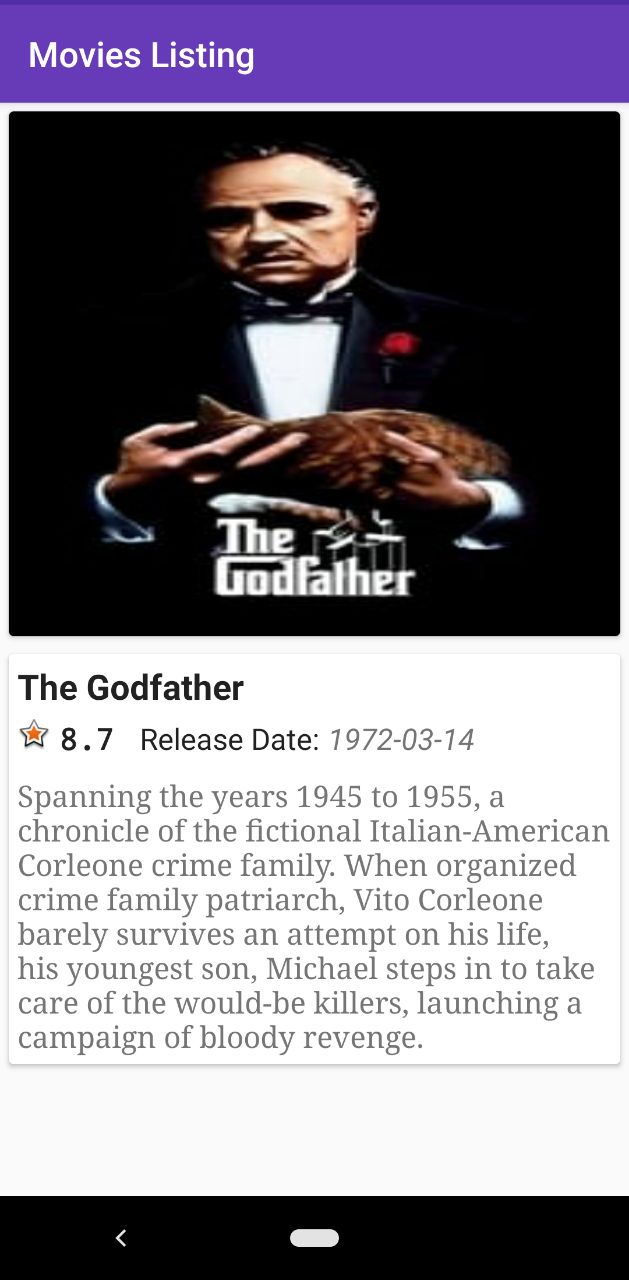 Movies Listing
The
Godfather
The Godfather
8.7 Release Date: 1972-03-14
Spanning the years 1945 to 1955, a
chronicle of the fictional Italian-American
Corleone crime family. When organized
crime family patriarch, Vito Corleone
barely survives an attempt on his life,
his youngest son, Michael steps in to take
care of the would-be killers, launching a
campaign of bloody revenge.